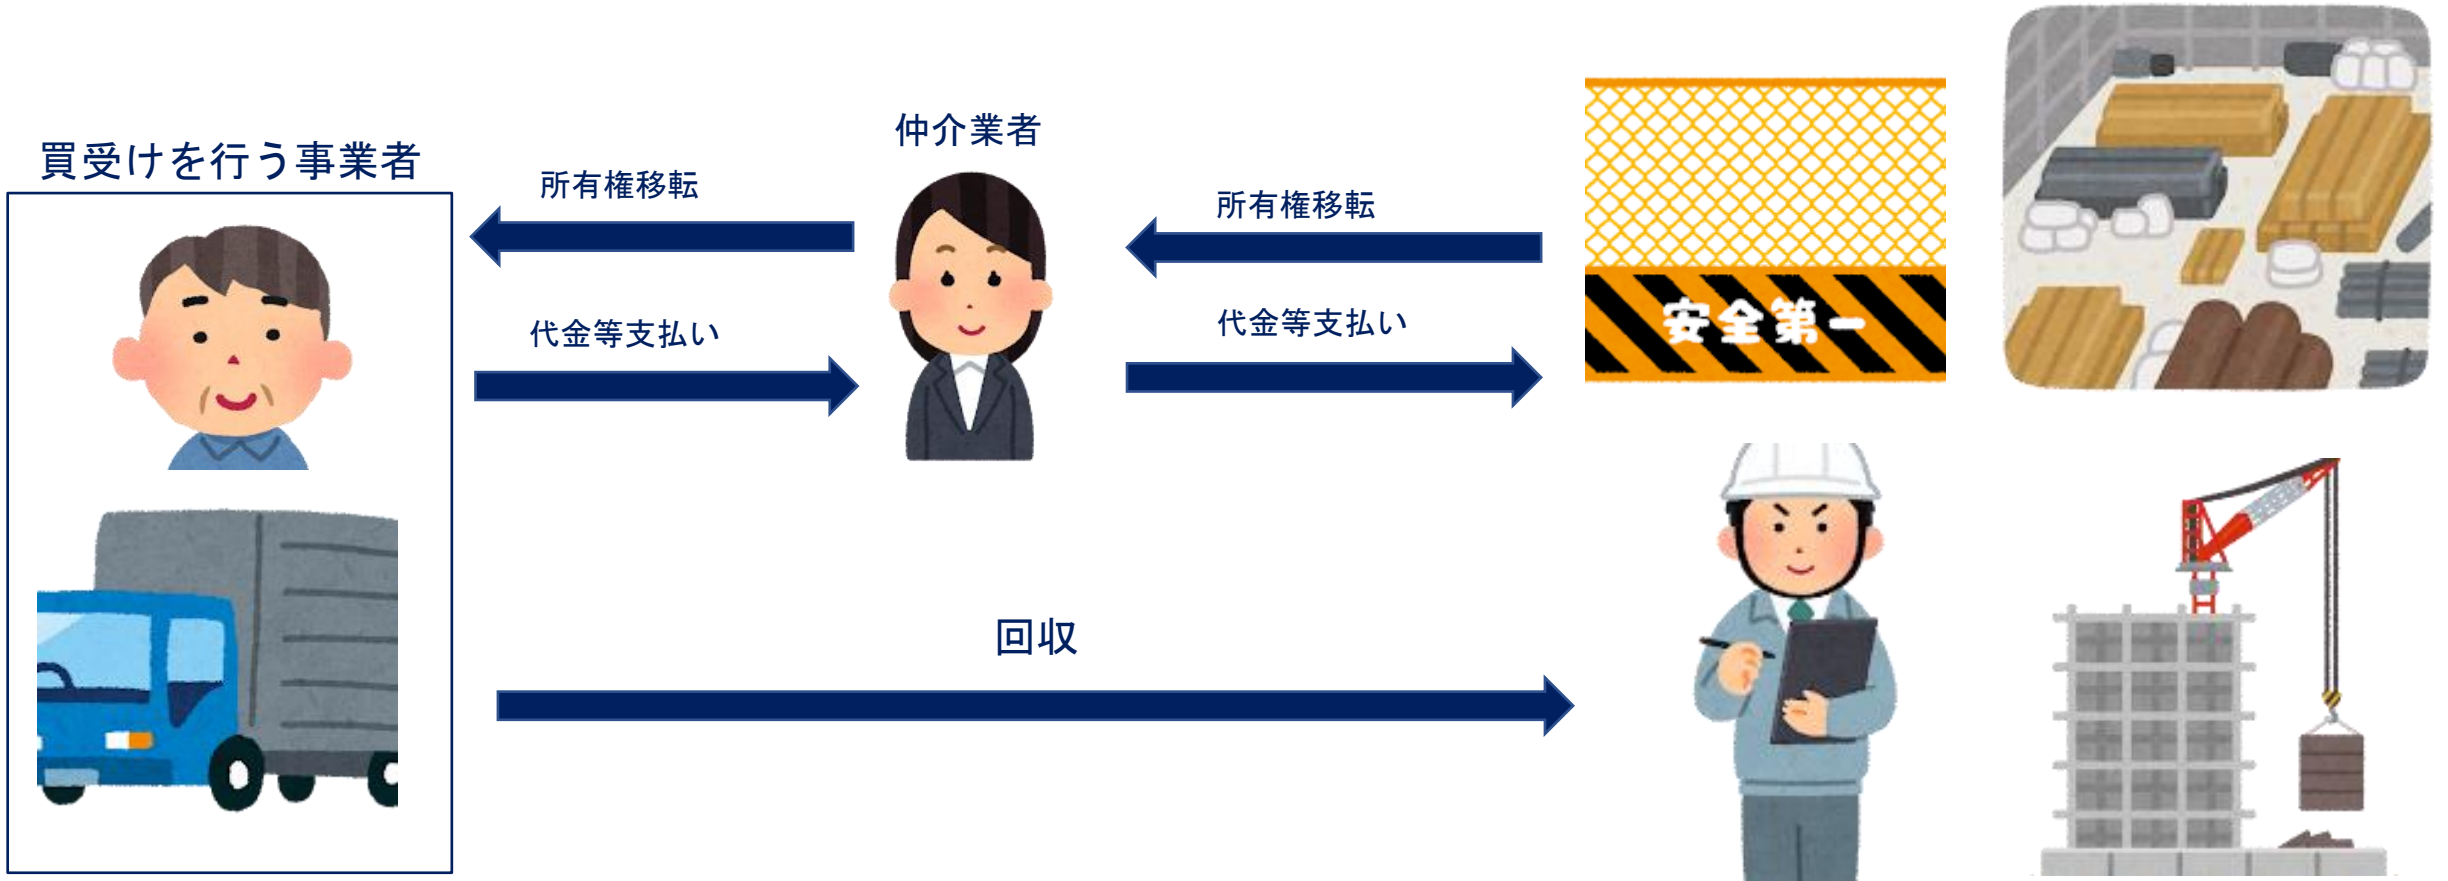 買受けを行う事業者
仲介業者
所有権移転
代金等支払い
所有権移転
代金等支払い
安全第一
回収